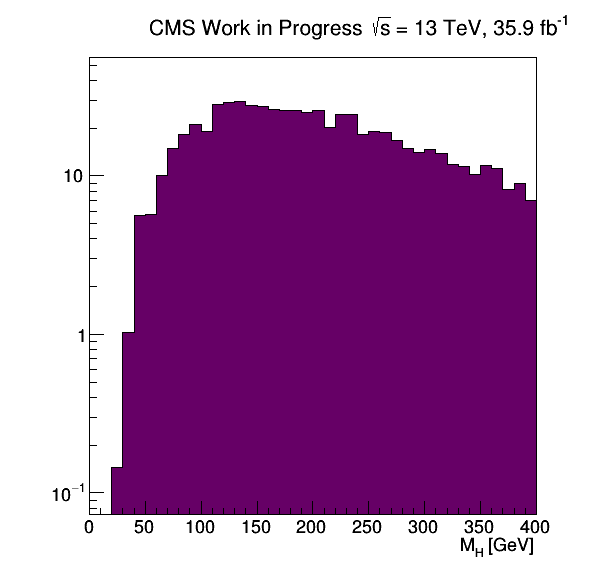 CMS Work in Progress √s = 13 TeV, 35.9 fb⁻¹
10
1
10⁻¹
0 50 100 150 200 250 300 350 400
M_H [GeV]